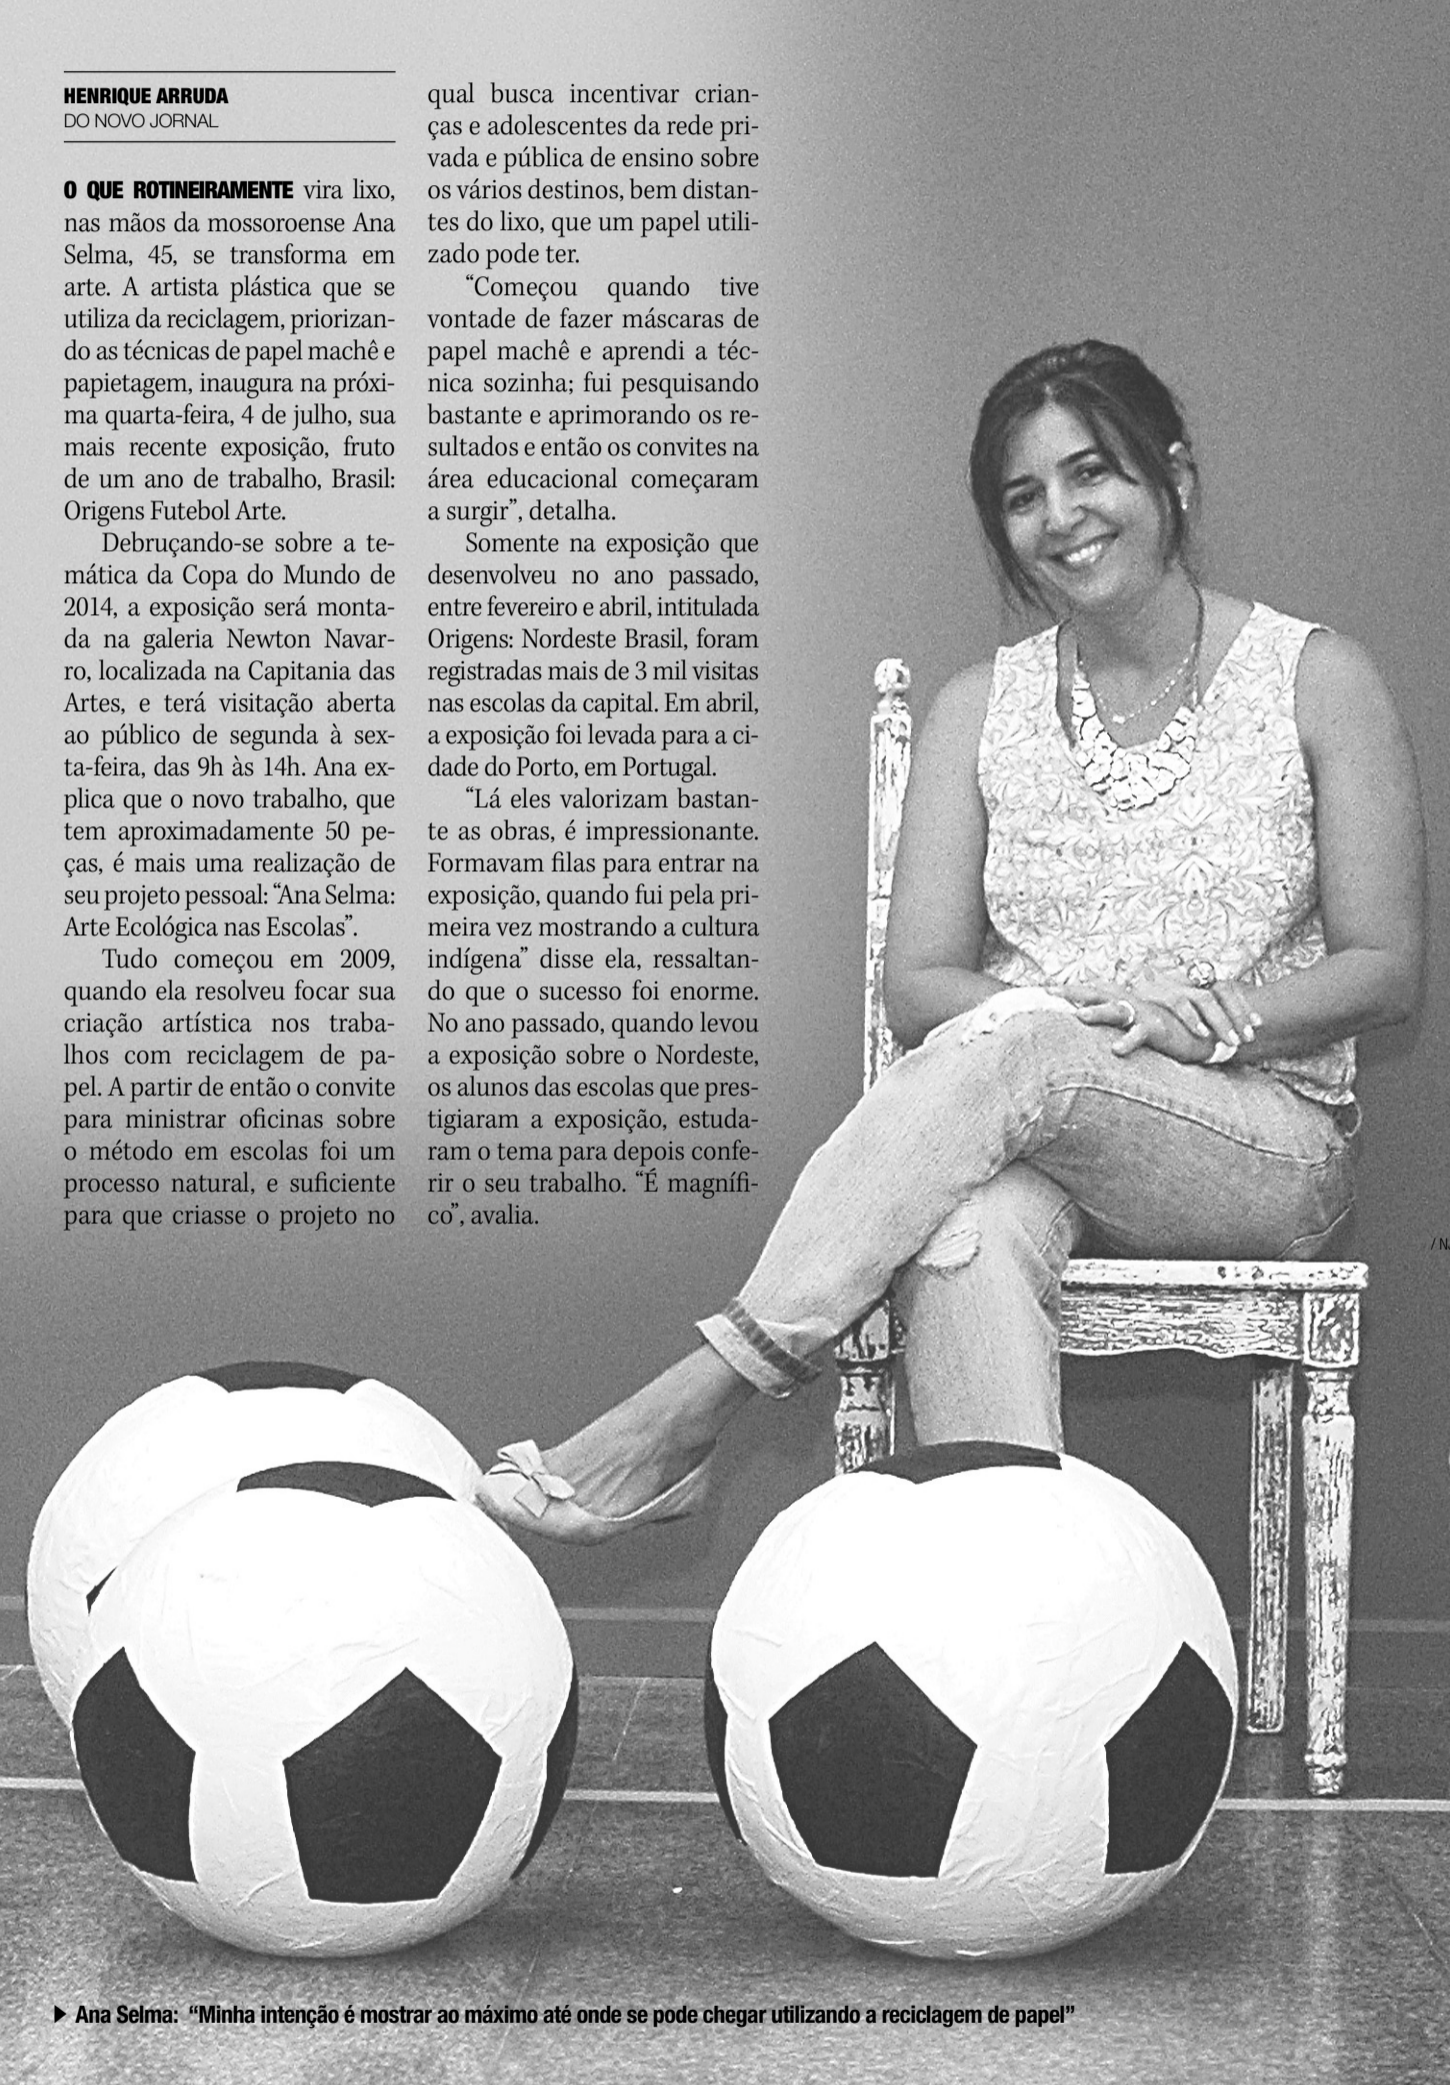 HENRIQUE ARRUDA
DO NOVO JORNAL
O QUE ROTINEIRAMENTE vira lixo,
nas mãos da mossoroense Ana
Selma, 45, se transforma em
arte. A artista plástica que se
utiliza da reciclagem, priorizan-
do as técnicas de papel machê e
papietagem, inaugura na próxi-
ma quarta-feira, 4 de julho, sua
mais recente exposição, fruto
de um ano de trabalho, Brasil:
Origens Futebol Arte.
Debruçando-se sobre a te-
mática da Copa do Mundo de
2014, a exposição será monta-
da na galeria Newton Navar-
ro, localizada na Capitania das
Artes, e terá visitação aberta
ao público de segunda à sex-
ta-feira, das 9h às 14h. Ana ex-
plica que o novo trabalho, que
tem aproximadamente 50 pe-
ças, é mais uma realização de
seu projeto pessoal: “Ana Selma:
Arte Ecológica nas Escolas”.
Tudo começou em 2009,
quando ela resolveu focar sua
criação artística nos traba-
lhos com reciclagem de pa-
pel. A partir de então o convite
para ministrar oficinas sobre
o método em escolas foi um
processo natural, e suficiente
para que criasse o projeto no
qual busca incentivar crian-
ças e adolescentes da rede pri-
vada e pública de ensino sobre
os vários destinos, bem distan-
tes do lixo, que um papel utili-
zado pode ter.
“Começou quando tive
vontade de fazer máscaras de
papel machê e aprendi a téc-
nica sozinha; fui pesquisando
bastante e aprimorando os re-
sultados e então os convites na
área educacional começaram
a surgir”, detalha.
Somente na exposição que
desenvolveu no ano passado,
entre fevereiro e abril, intitulada
Origens: Nordeste Brasil, foram
registradas mais de 3 mil visitas
nas escolas da capital. Em abril,
a exposição foi levada para a ci-
dade do Porto, em Portugal.
“Lá eles valorizam bastan-
te as obras, é impressionante.
Formavam filas para entrar na
exposição, quando fui pela pri-
meira vez mostrando a cultura
indígena” disse ela, ressaltan-
do que o sucesso foi enorme.
No ano passado, quando levou
a exposição sobre o Nordeste,
os alunos das escolas que pres-
tigiaram a exposição, estuda-
ram o tema para depois confe-
rir o seu trabalho. “É magnífi-
co”, avalia.
Ana Selma: “Minha intenção é mostrar ao máximo até onde se pode chegar utilizando a reciclagem de papel”